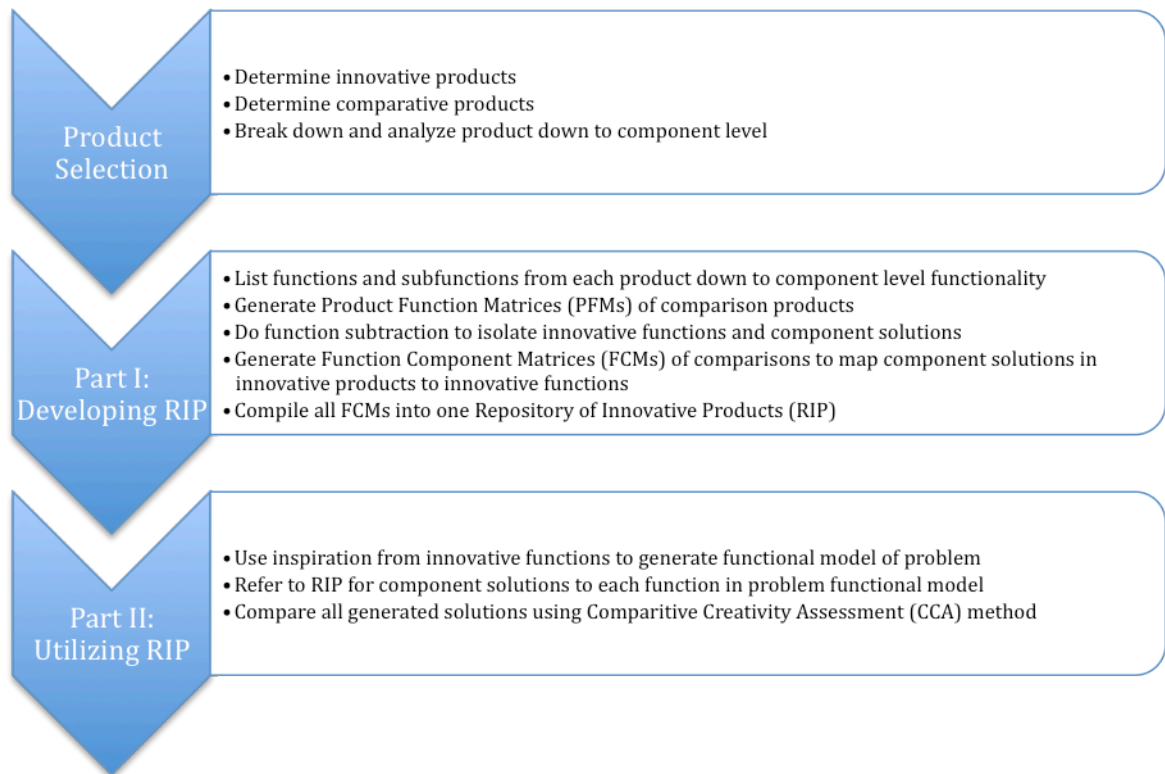 Product
Selection
• Determine innovative products
• Determine comparative products
• Break down and analyze product down to component level
Part I:
Developing RIP
• List functions and subfunctions from each product down to component level functionality
• Generate Product Function Matrices (PFMs) of comparison products
• Do function subtraction to isolate innovative functions and component solutions
• Generate Function Component Matrices (FCMs) of comparisons to map component solutions in
innovative products to innovative functions
• Compile all FCMs into one Repository of Innovative Products (RIP)
Part II:
Utilizing RIP
• Use inspiration from innovative functions to generate functional model of problem
• Refer to RIP for component solutions to each function in problem functional model
• Compare all generated solutions using Comparitive Creativity Assessment (CCA) method